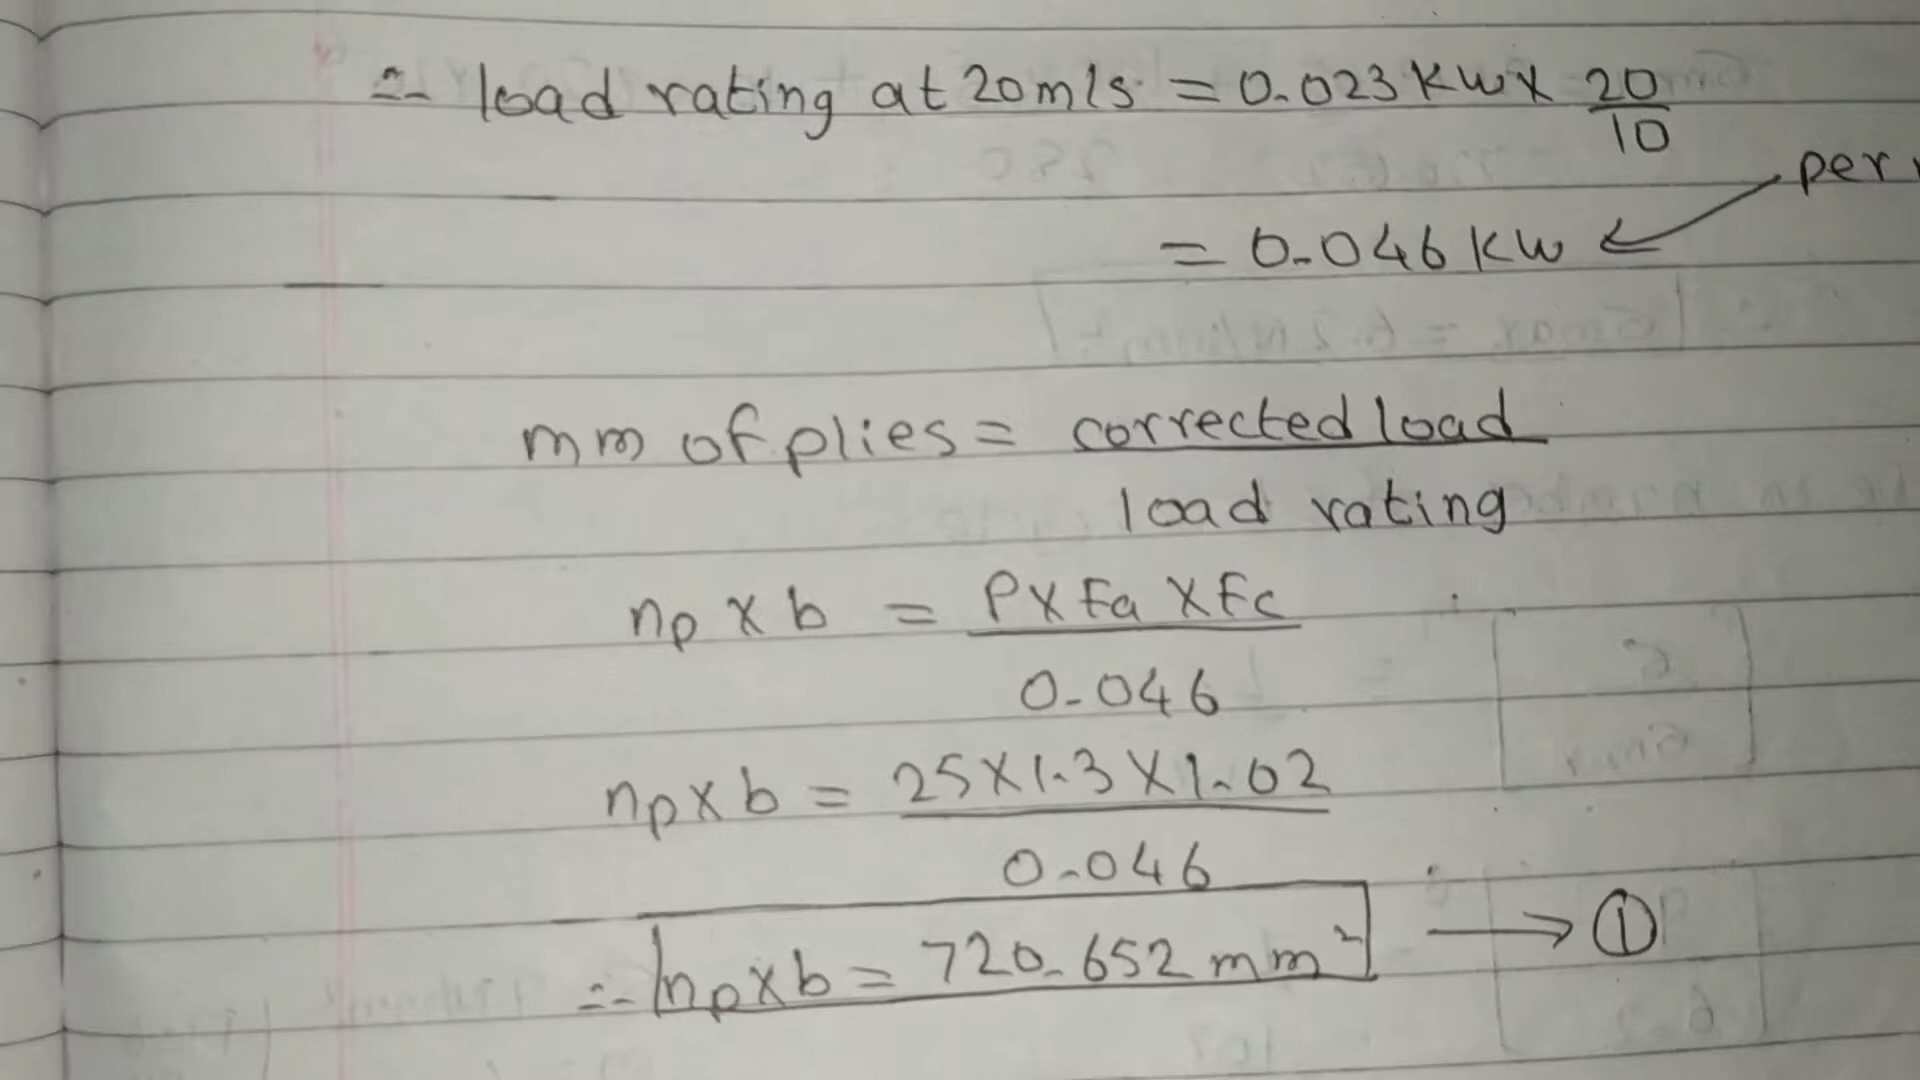 ∴ load rating at 20m/s = 0.023 KW X 20/10
per
= 0.046 KW
mm of plies = corrected load / load rating
np x b = P X Fa X Fc / 0.046
np x b = 25 X 1.3 X 1.02 / 0.046
∴ np x b = 720.652 mm² → ①